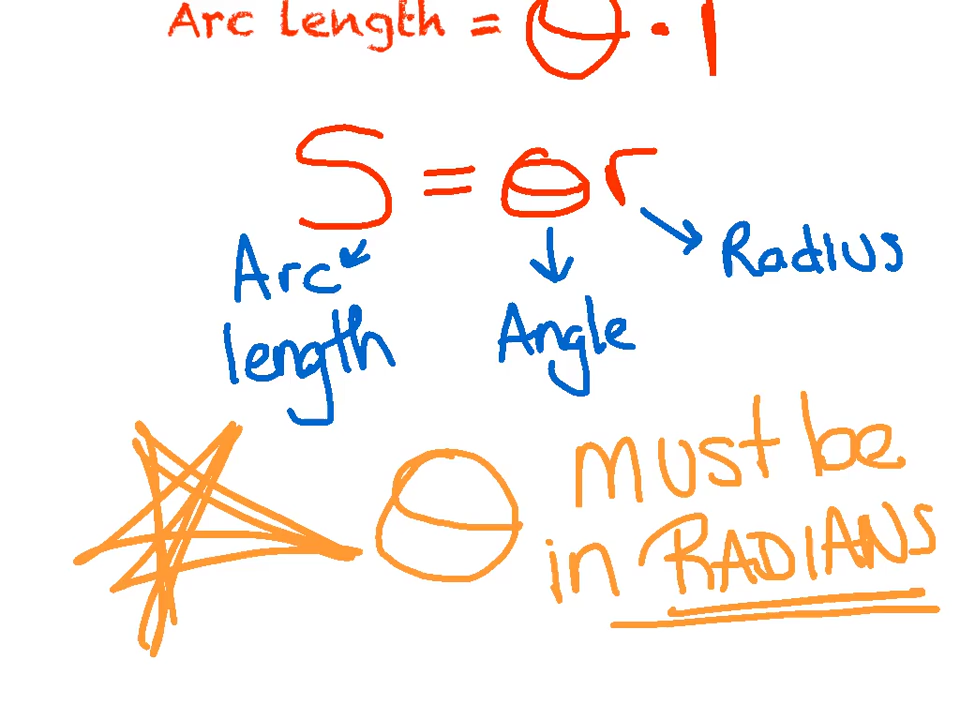 Arc length = θ · r
S = θr
Arc length
Angle
Radius
θ must be
in RADIANS